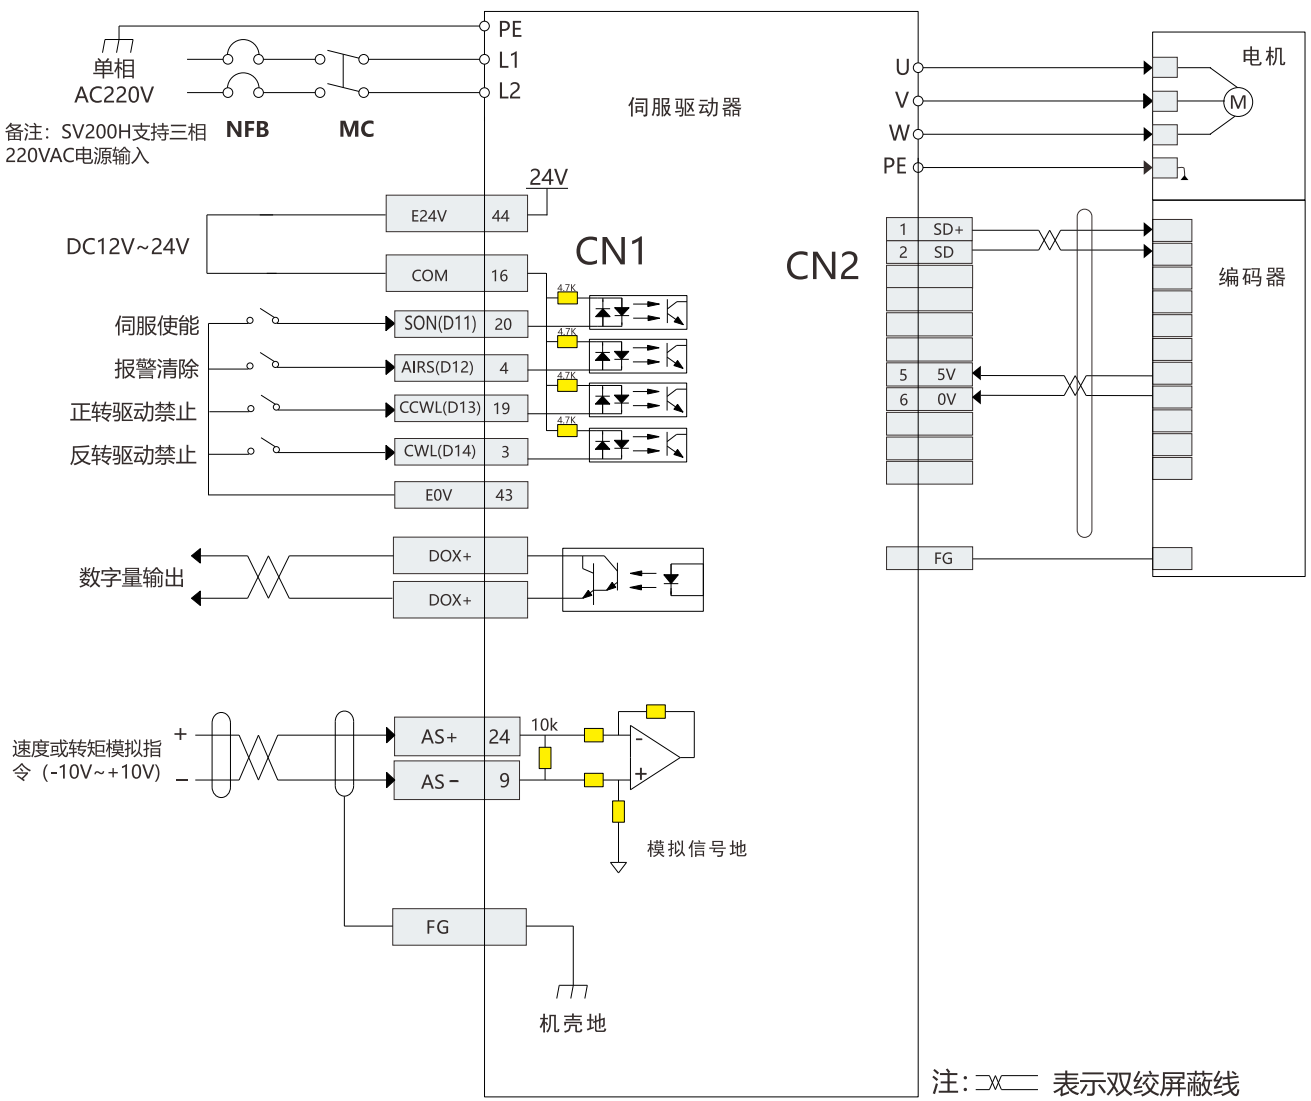 PE
L1
L2
单相
AC220V
备注：SV200H支持三相
220VAC电源输入
NFB
MC
伺服驱动器
U
V
W
PE
电机
M
24V
E24V 44
DC12V~24V
COM 16
CN1
CN2
1 SD+
2 SD
编码器
4.7K
伺服使能
SON(D11) 20
4.7K
报警清除
AIRS(D12) 4
4.7K
正转驱动禁止
CCWL(D13) 19
4.7K
反转驱动禁止
CWL(D14) 3
E0V 43
5 5V
6 0V
FG
数字量输出
DOX+
DOX+
速度或转矩模拟指
令（-10V~+10V)
+
−
AS+ 24
AS− 9
10k
-
+
模拟信号地
FG
机壳地
注： 表示双绞屏蔽线